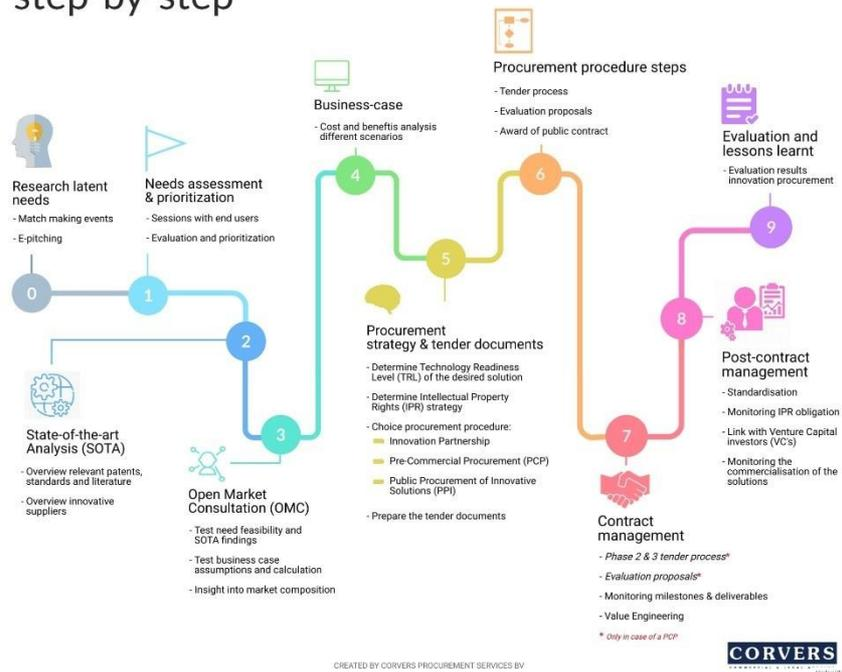 step by step
0
Research latent
needs
- Match making events
- E-pitching
1
Needs assessment
& prioritization
- Sessions with end users
- Evaluation and prioritization
2
State-of-the-art
Analysis (SOTA)
- Overview relevant patents,
standards and literature
- Overview innovative
suppliers
3
Open Market
Consultation (OMC)
- Test need feasibility and
SOTA findings
- Test business case
assumptions and calculation
- Insight into market composition
4
Business-case
- Cost and beneftis analysis
different scenarios
5
Procurement
strategy & tender documents
- Determine Technology Readiness
Level (TRL) of the desired solution
- Determine Intellectual Property
Rights (IPR) strategy
- Choice procurement procedure:
Innovation Partnership
Pre-Commercial Procurement (PCP)
Public Procurement of Innovative
Solutions (PPI)
- Prepare the tender documents
6
Procurement procedure steps
- Tender process
- Evaluation proposals
- Award of public contract
7
Contract
management
- Phase 2 & 3 tender process*
- Evaluation proposals*
- Monitoring milestones & deliverables
- Value Engineering
* Only in case of a PCP
8
Post-contract
management
- Standardisation
- Monitoring IPR obligation
- Link with Venture Capital
investors (VC's)
- Monitoring the
commercialisation of the
solutions
9
Evaluation and
lessons learnt
- Evaluation results
innovation procurement
CREATED BY CORVERS PROCUREMENT SERVICES BV
CORVERS